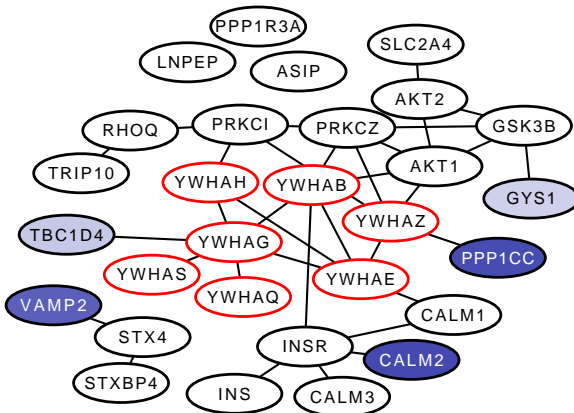 PPP1R3A
SLC2A4
LNPEP
ASIP
AKT2
RHOQ
PRKCI
PRKCZ
GSK3B
TRIP10
AKT1
YWHAH
YWHAB
GYS1
YWHAZ
TBC1D4
YWHAG
PPP1CC
YWHAS
YWHAE
YWHAQ
VAMP2
CALM1
STX4
INSR
CALM2
STXBP4
INS
CALM3